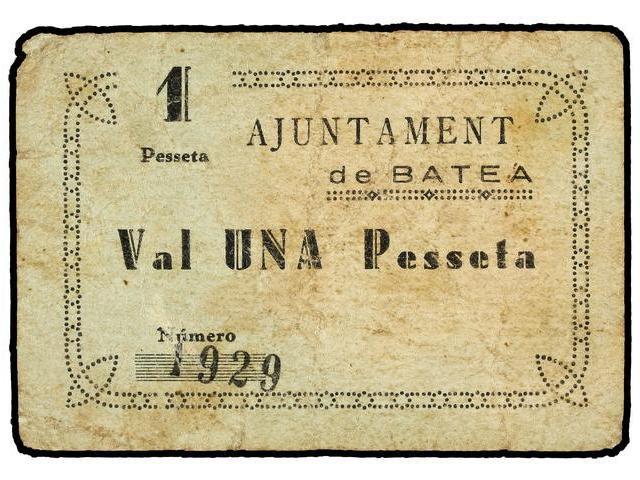 1
Pesseta
AJUNTAMENT
de BATEA
Val UNA Pesseta
Número
1929